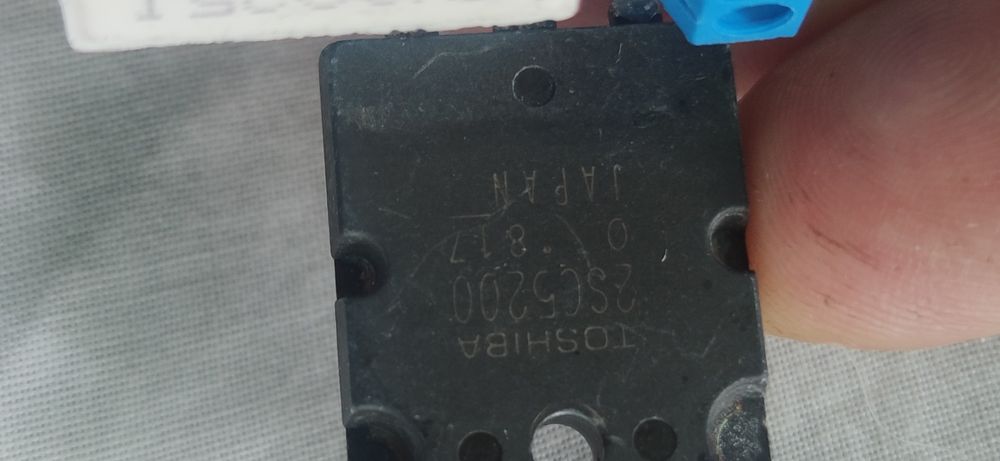 TOSHIBA
2SC5200
O 817
JAPAN